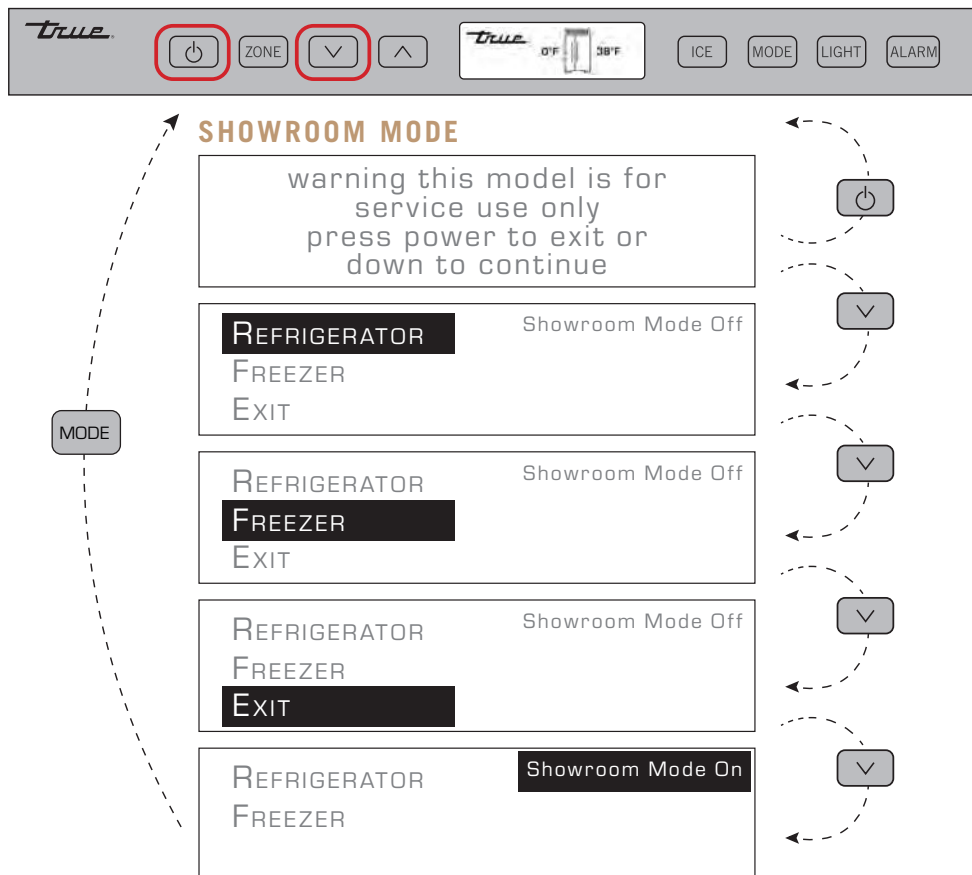 True.
ZONE
True 0°F 38°F
ICE
MODE
LIGHT
ALARM
SHOWROOM MODE
warning this model is for
service use only
press power to exit or
down to continue
REFRIGERATOR
Showroom Mode Off
FREEZER
EXIT
MODE
REFRIGERATOR
Showroom Mode Off
FREEZER
EXIT
REFRIGERATOR
Showroom Mode Off
FREEZER
EXIT
REFRIGERATOR
Showroom Mode On
FREEZER